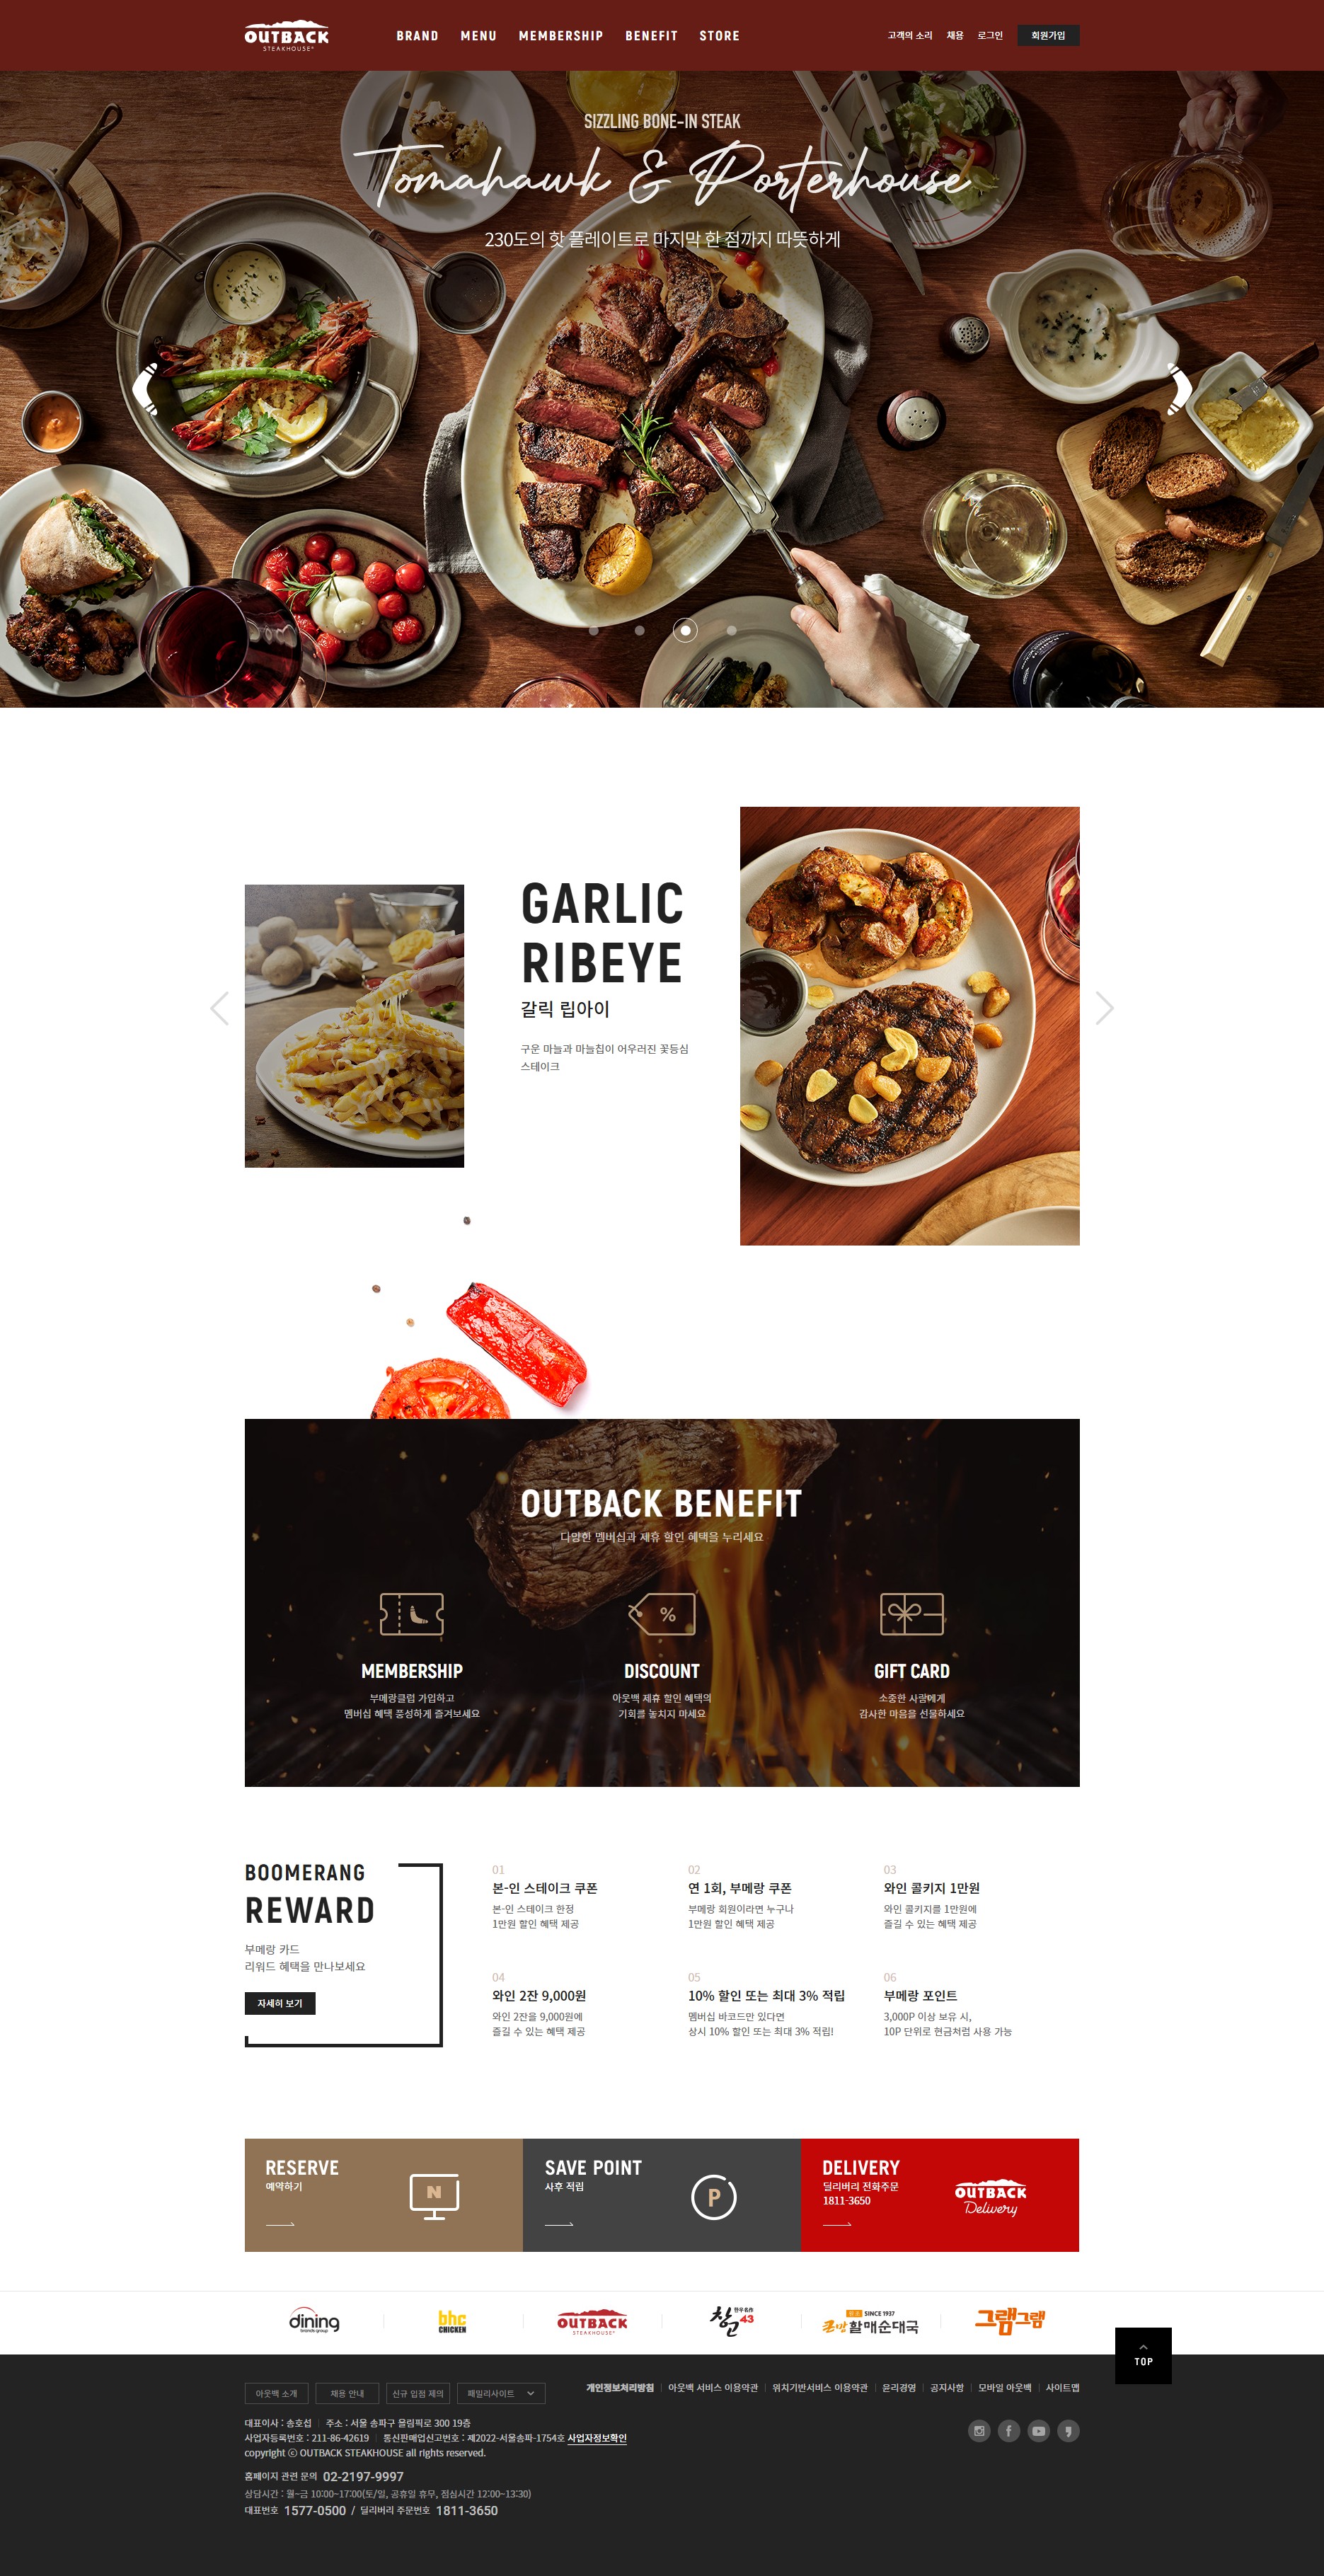 OUTBACK
STEAKHOUSE
BRAND MENU MEMBERSHIP BENEFIT STORE
고객의 소리 채용 로그인 회원가입
SIZZLING BONE-IN STEAK
Tomahawk & Porterhouse
230도의 핫 플레이트로 마지막 한 점까지 따뜻하게
GARLIC
RIBEYE
갈릭 립아이
구운 마늘과 마늘칩이 어우러진 꽃등심
스테이크
OUTBACK BENEFIT
다양한 멤버십과 제휴 할인 혜택을 누리세요
%
MEMBERSHIP
부메랑클럽 가입하고
멤버십 혜택 풍성하게 즐겨보세요
DISCOUNT
아웃백 제휴 할인 혜택의
기회를 놓치지 마세요
GIFT CARD
소중한 사람에게
감사한 마음을 선물하세요
BOOMERANG
REWARD
부메랑 카드
리워드 혜택을 만나보세요
자세히 보기
01
본-인 스테이크 쿠폰
본-인 스테이크 한정
1만원 할인 혜택 제공
02
연 1회, 부메랑 쿠폰
부메랑 회원이라면 누구나
1만원 할인 혜택 제공
03
와인 콜키지 1만원
와인 콜키지를 1만원에
즐길 수 있는 혜택 제공
04
와인 2잔 9,000원
와인 2잔을 9,000원에
즐길 수 있는 혜택 제공
05
10% 할인 또는 최대 3% 적립
멤버십 바코드만 있다면
상시 10% 할인 또는 최대 3% 적립!
06
부메랑 포인트
3,000P 이상 보유 시,
10P 단위로 현금처럼 사용 가능
RESERVE
예약하기
N
SAVE POINT
사후 적립
P
DELIVERY
딜리버리 전화주문
1811-3650
OUTBACK
Delivery
dining
brands group
bhc
CHICKEN
OUTBACK
STEAKHOUSE
창고
43
SINCE 1937
큰맘할매순대국
그램그램
TOP
아웃백 소개 채용 안내 신규 입점 제의 패밀리사이트
개인정보처리방침 아웃백 서비스 이용약관 위치기반서비스 이용약관 윤리경영 공지사항 모바일 아웃백 사이트맵
대표이사 : 송호섭 주소 : 서울 송파구 올림픽로 300 19층
사업자등록번호 : 211-86-42619 통신판매업신고번호 : 제2022-서울송파-1754호 사업자정보확인
copyright ⓒ OUTBACK STEAKHOUSE all rights reserved.
홈페이지 관련 문의 02-2197-9997
상담시간 : 월~금 10:00~17:00(토/일, 공휴일 휴무, 점심시간 12:00~13:30)
대표번호 1577-0500 / 딜리버리 주문번호 1811-3650